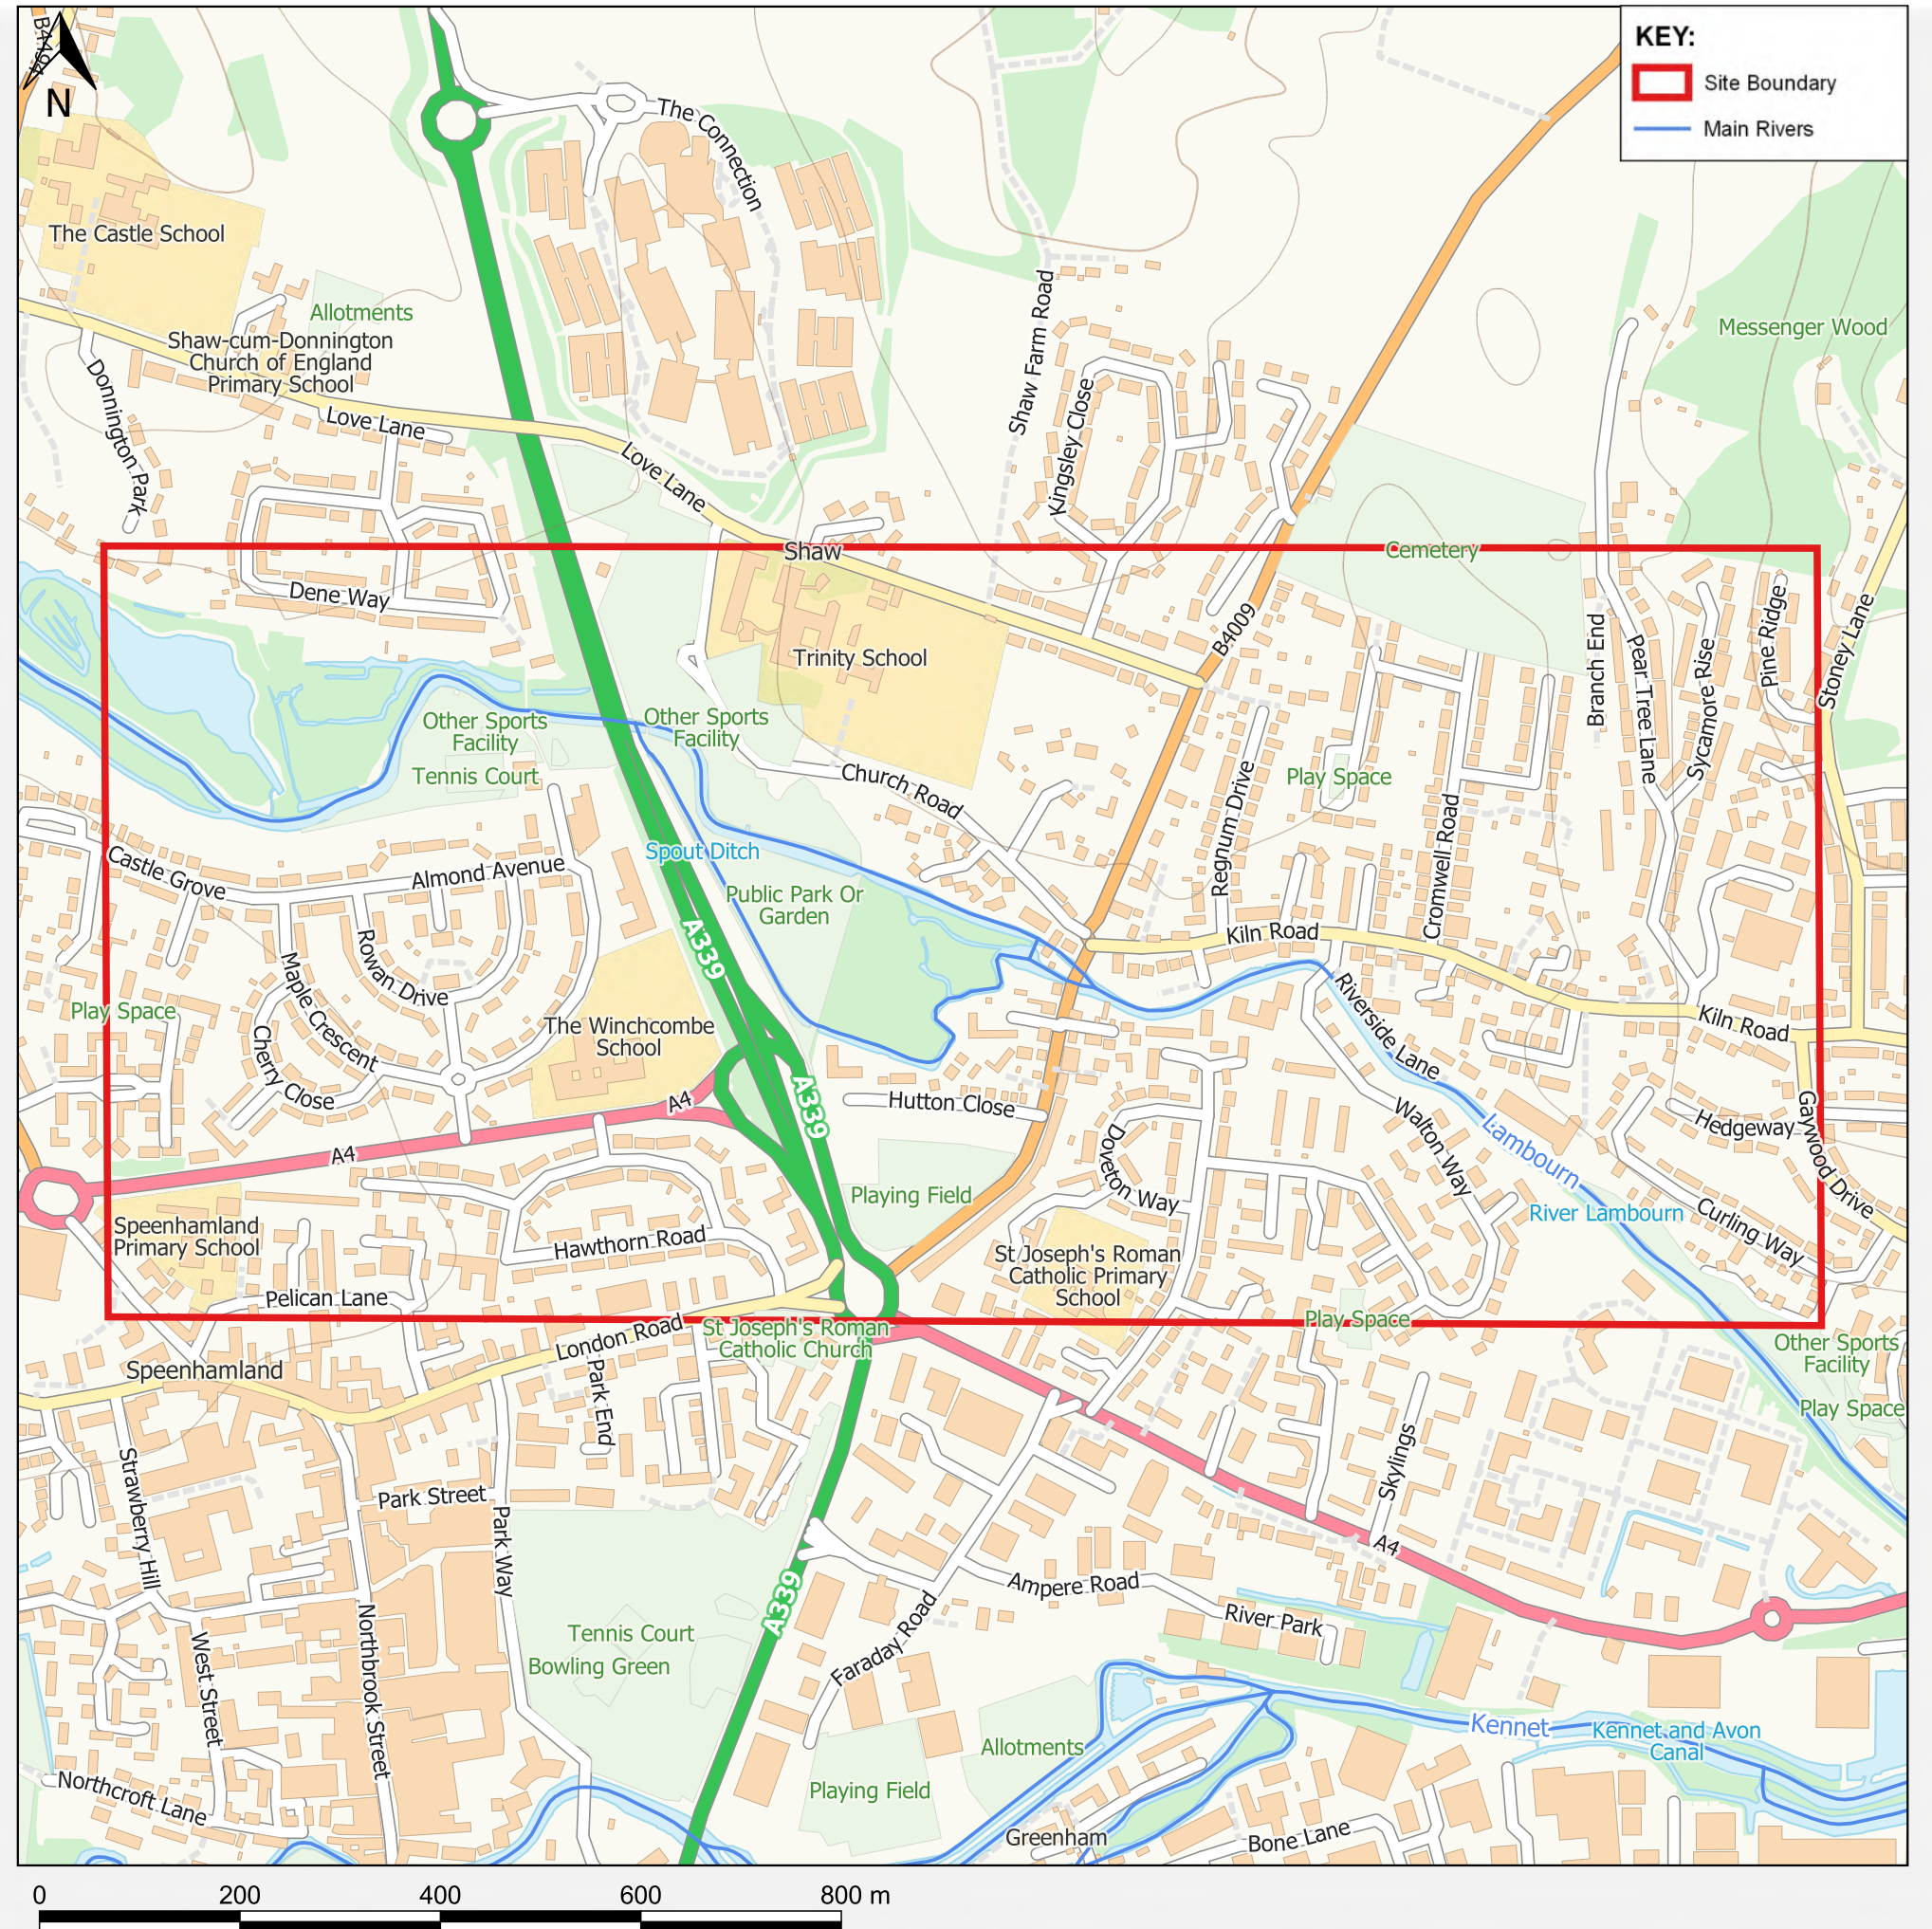 B4494
N
KEY:
Site Boundary
Main Rivers
The Connection
The Castle School
Allotments
Shaw-cum-Donnington
Church of England
Primary School
Donnington Park
Love Lane
Love Lane
Shaw Farm Road
Kingsley Close
Messenger Wood
Shaw
Cemetery
Dene Way
Trinity School
B4009
Branch End
Pear Tree Lane
Sycamore Rise
Pine Ridge
Stoney Lane
Other Sports
Facility
Tennis Court
Other Sports
Facility
Church Road
Regnum Drive
Play Space
Cromwell Road
Spout Ditch
Castle Grove
Almond Avenue
Public Park Or
Garden
A339
Rowan Drive
Maple Crescent
Kiln Road
Kiln Road
Riverside Lane
Play Space
Cherry Close
The Winchcombe
School
A4
A339
Hutton Close
Doveton Way
Walton Way
Lambourn
Hedgeway
Gaywood Drive
A4
Playing Field
River Lambourn
Curling Way
Speenhamland
Primary School
Hawthorn Road
St Joseph's Roman
Catholic Primary
School
Pelican Lane
London Road
St Joseph's Roman
Catholic Church
Play Space
Other Sports
Facility
Speenhamland
Park End
Play Space
Strawberry Hill
Park Street
Park Way
Skylings
A4
A339
Ampere Road
River Park
Faraday Road
Northbrook Street
West Street
Tennis Court
Bowling Green
Allotments
Kennet
Kennet and Avon
Canal
Northcroft Lane
Playing Field
Greenham
Bone Lane
0 200 400 600 800 m